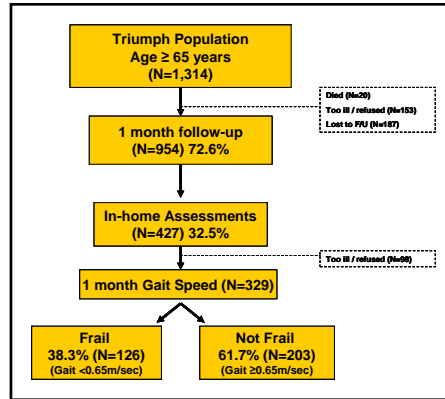 Triumph Population
Age ≥ 65 years
(N=1,314)
Died (N=20)
Too ill / refused (N=153)
Lost to F/U (N=187)
1 month follow-up
(N=954) 72.6%
In-home Assessments
(N=427) 32.5%
Too ill / refused (N=98)
1 month Gait Speed (N=329)
Frail
38.3% (N=126)
(Gait <0.65m/sec)
Not Frail
61.7% (N=203)
(Gait ≥0.65m/sec)